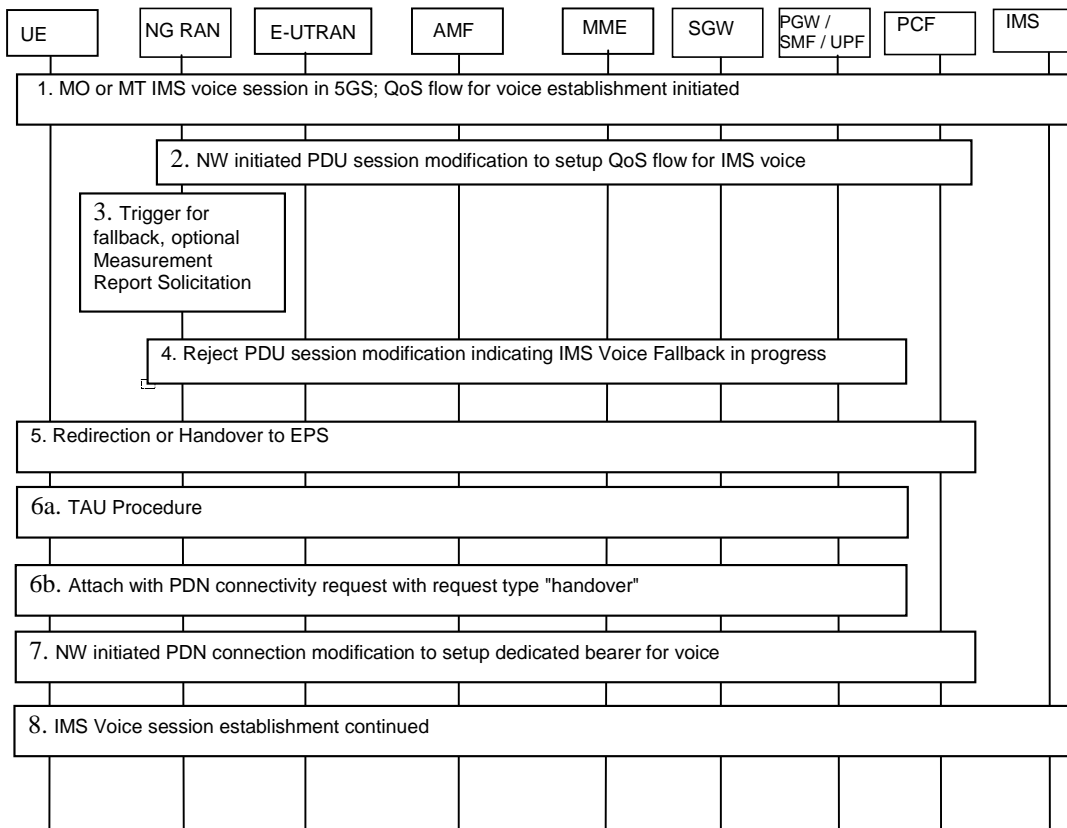 UE
NG RAN
E-UTRAN
AMF
MME
SGW
PGW /
SMF / UPF
PCF
IMS
1. MO or MT IMS voice session in 5GS; QoS flow for voice establishment initiated
2. NW initiated PDU session modification to setup QoS flow for IMS voice
3. Trigger for
fallback, optional
Measurement
Report Solicitation
4. Reject PDU session modification indicating IMS Voice Fallback in progress
5. Redirection or Handover to EPS
6a. TAU Procedure
6b. Attach with PDN connectivity request with request type "handover"
7. NW initiated PDN connection modification to setup dedicated bearer for voice
8. IMS Voice session establishment continued